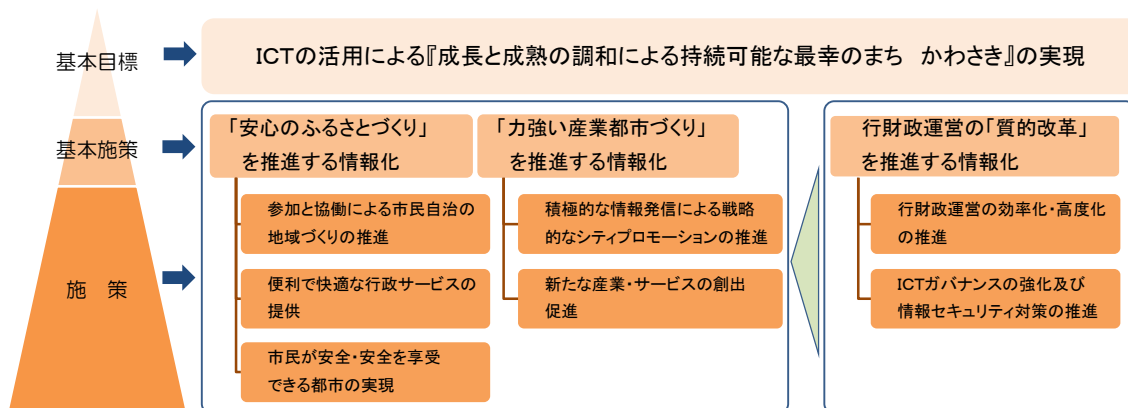 基本目標
ICTの活用による『成長と成熟の調和による持続可能な最幸のまち　かわさき』の実現
基本施策
「安心のふるさとづくり」
を推進する情報化
「力強い産業都市づくり」
を推進する情報化
行財政運営の「質的改革」
を推進する情報化
施　策
参加と協働による市民自治の
地域づくりの推進
便利で快適な行政サービスの
提供
市民が安全・安全を享受
できる都市の実現
積極的な情報発信による戦略
的なシティプロモーションの推進
新たな産業・サービスの創出
促進
行財政運営の効率化・高度化
の推進
ICTガバナンスの強化及び
情報セキュリティ対策の推進